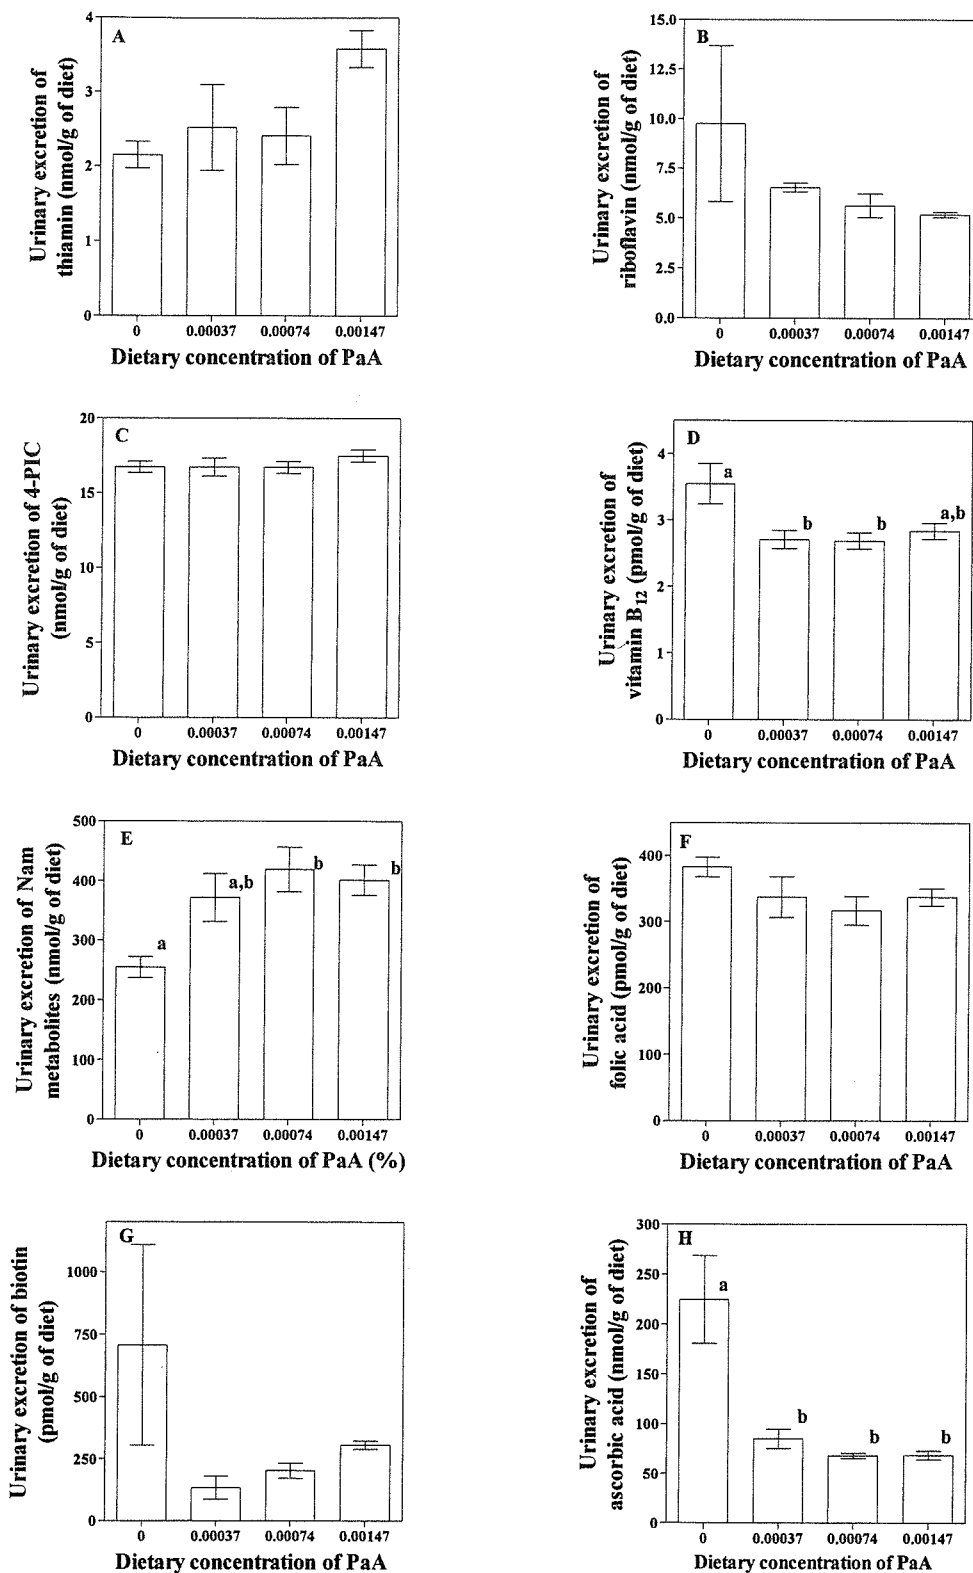 A
Urinary excretion of
thiamin (nmol/g of diet)
4
3
2
1
0
0 0.00037 0.00074 0.00147
Dietary concentration of PaA
B
Urinary excretion of
riboflavin (nmol/g of diet)
15.0
12.5
10.0
7.5
5.0
2.5
0.0
0 0.00037 0.00074 0.00147
Dietary concentration of PaA
C
Urinary excretion of 4-PIC
(nmol/g of diet)
20
15
10
5
0
0 0.00037 0.00074 0.00147
Dietary concentration of PaA
D
Urinary excretion of
vitamin B12 (pmol/g of diet)
4
3
2
1
0
a
b
b
a,b
0 0.00037 0.00074 0.00147
Dietary concentration of PaA
E
Urinary excretion of Nam
metabolites (nmol/g of diet)
500
400
300
200
100
0
a
a,b
b
b
0 0.00037 0.00074 0.00147
Dietary concentration of PaA (%)
F
Urinary excretion of
folic acid (pmol/g of diet)
400
300
200
100
0
0 0.00037 0.00074 0.00147
Dietary concentration of PaA
G
Urinary excretion of biotin
(pmol/g of diet)
1000
750
500
250
0
0 0.00037 0.00074 0.00147
Dietary concentration of PaA
H
Urinary excretion of
ascorbic acid (nmol/g of diet)
300
250
200
150
100
50
0
a
b
b
b
0 0.00037 0.00074 0.00147
Dietary concentration of PaA